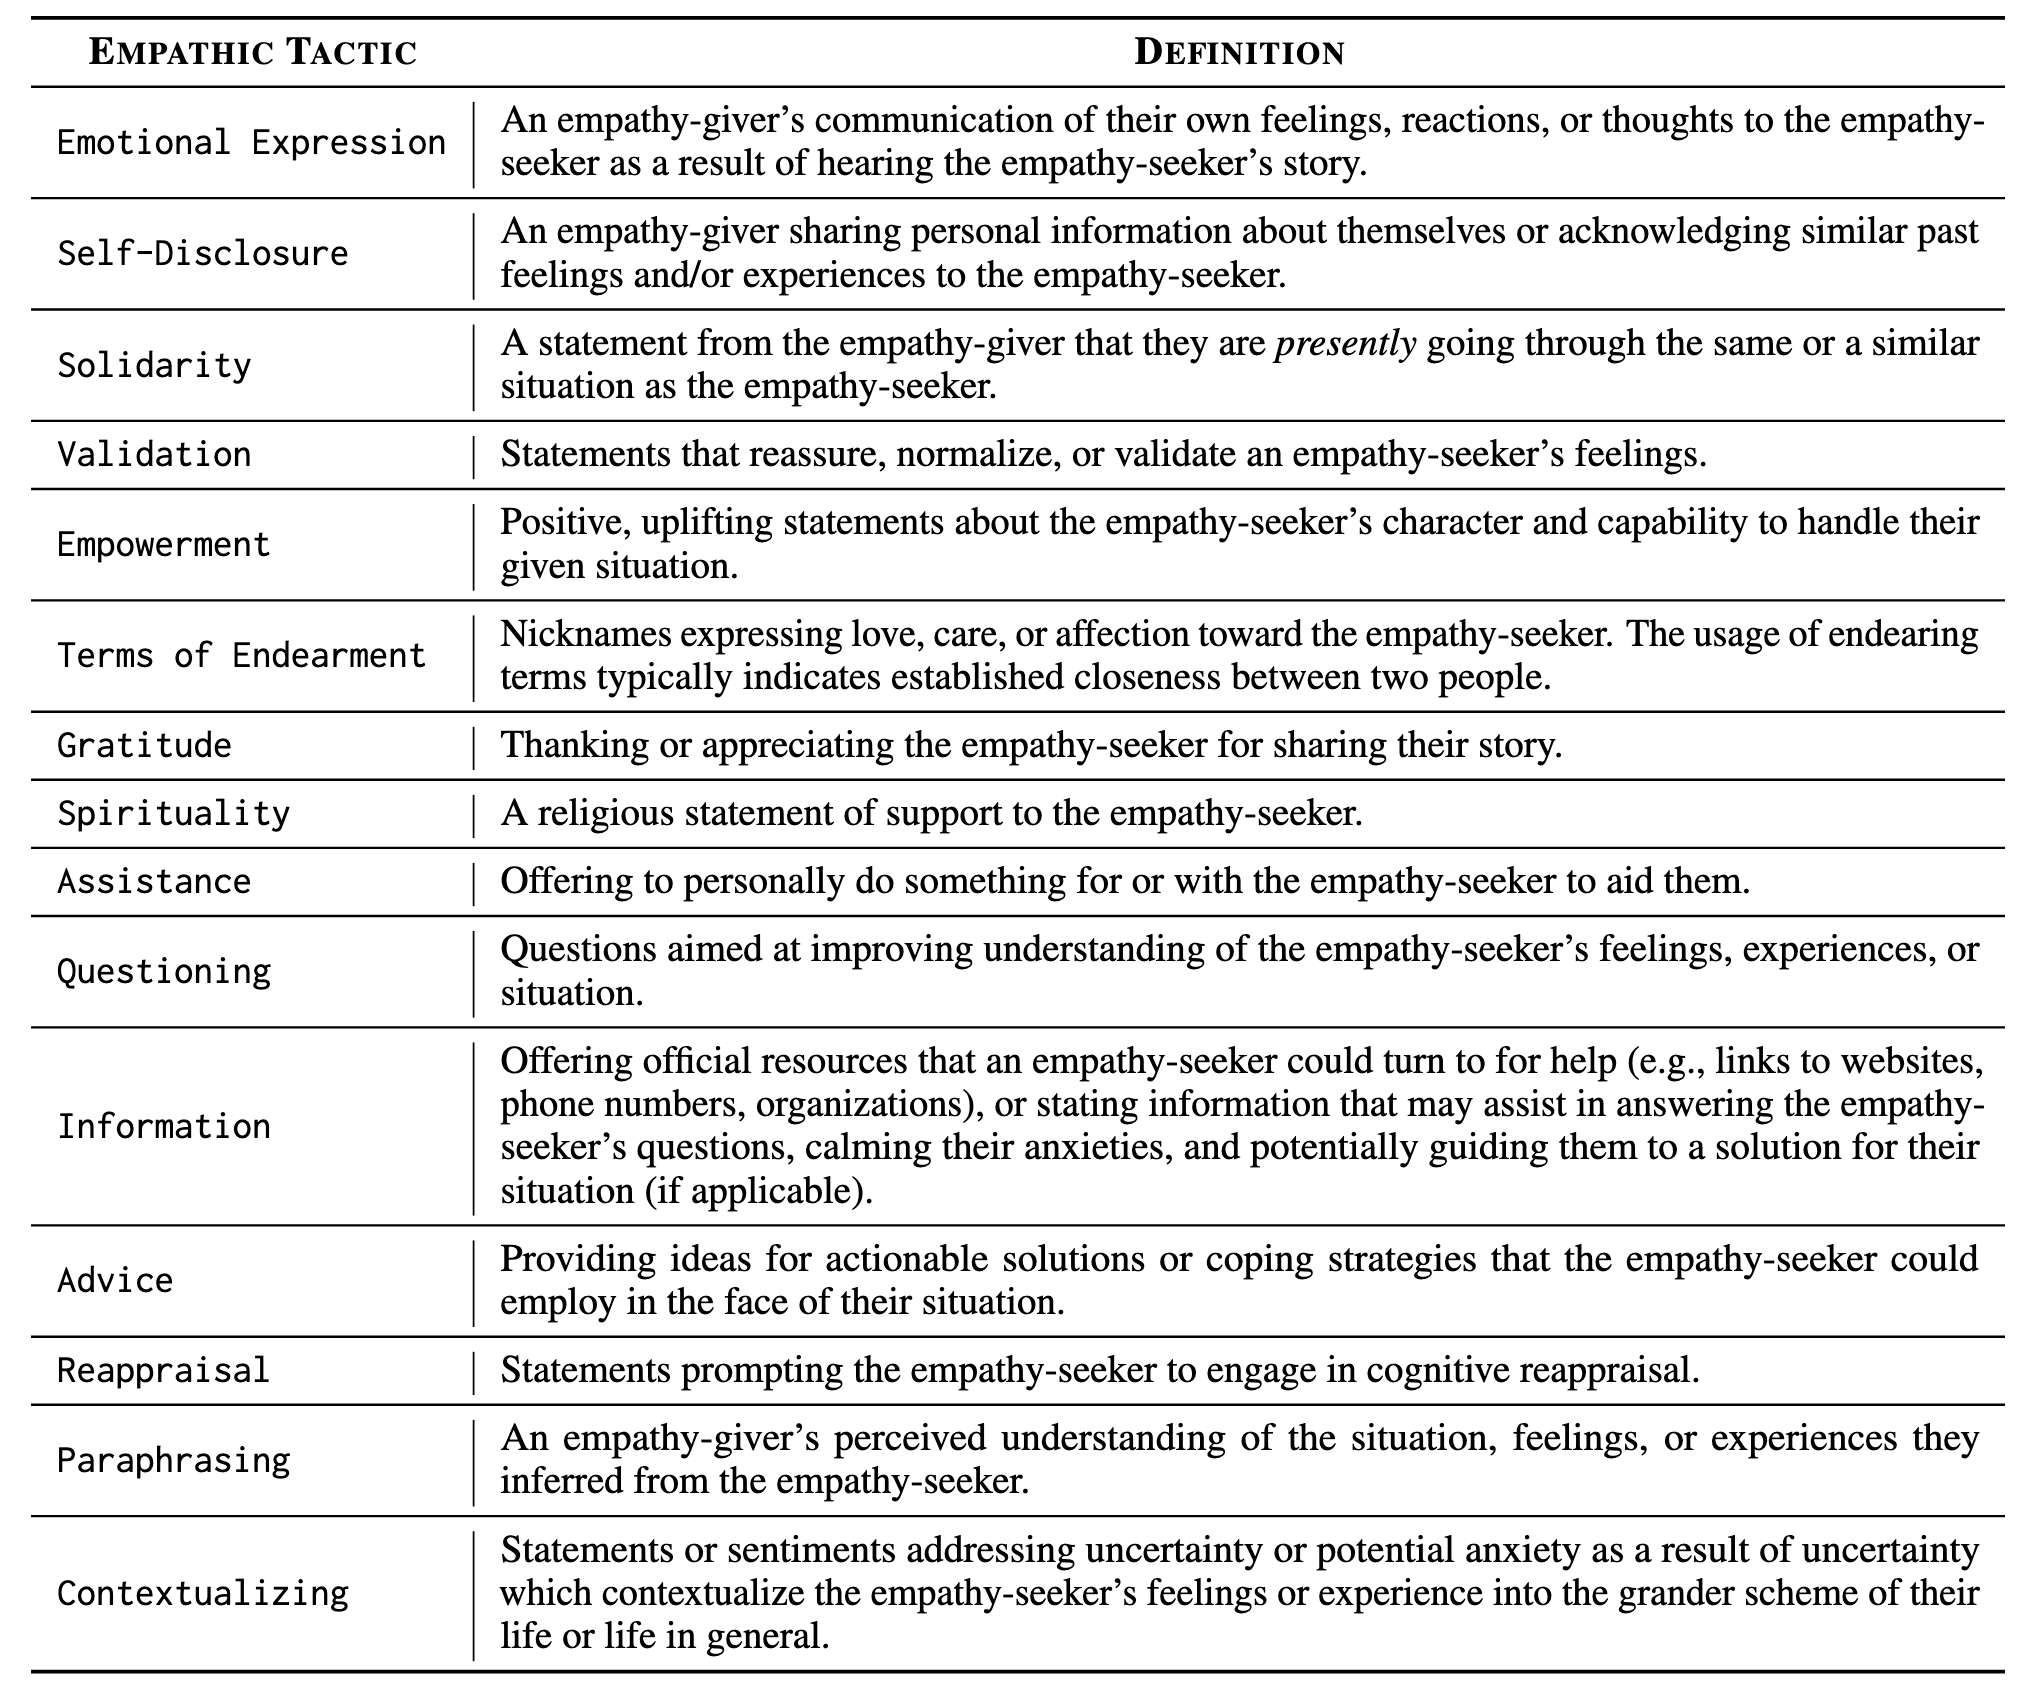 EMPATHIC TACTIC DEFINITION
Emotional Expression
An empathy-giver’s communication of their own feelings, reactions, or thoughts to the empathy-
seeker as a result of hearing the empathy-seeker’s story.
Self-Disclosure
An empathy-giver sharing personal information about themselves or acknowledging similar past
feelings and/or experiences to the empathy-seeker.
Solidarity
A statement from the empathy-giver that they are presently going through the same or a similar
situation as the empathy-seeker.
Validation
Statements that reassure, normalize, or validate an empathy-seeker’s feelings.
Empowerment
Positive, uplifting statements about the empathy-seeker’s character and capability to handle their
given situation.
Terms of Endearment
Nicknames expressing love, care, or affection toward the empathy-seeker. The usage of endearing
terms typically indicates established closeness between two people.
Gratitude
Thanking or appreciating the empathy-seeker for sharing their story.
Spirituality
A religious statement of support to the empathy-seeker.
Assistance
Offering to personally do something for or with the empathy-seeker to aid them.
Questioning
Questions aimed at improving understanding of the empathy-seeker’s feelings, experiences, or
situation.
Information
Offering official resources that an empathy-seeker could turn to for help (e.g., links to websites,
phone numbers, organizations), or stating information that may assist in answering the empathy-
seeker’s questions, calming their anxieties, and potentially guiding them to a solution for their
situation (if applicable).
Advice
Providing ideas for actionable solutions or coping strategies that the empathy-seeker could
employ in the face of their situation.
Reappraisal
Statements prompting the empathy-seeker to engage in cognitive reappraisal.
Paraphrasing
An empathy-giver’s perceived understanding of the situation, feelings, or experiences they
inferred from the empathy-seeker.
Contextualizing
Statements or sentiments addressing uncertainty or potential anxiety as a result of uncertainty
which contextualize the empathy-seeker’s feelings or experience into the grander scheme of their
life or life in general.